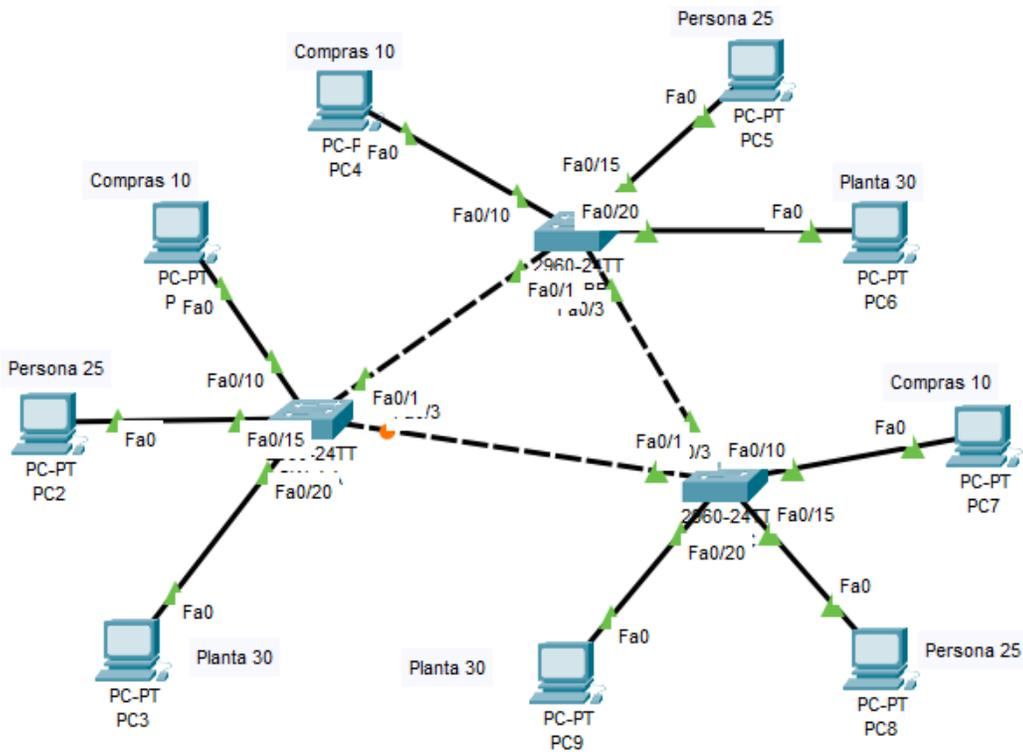 Persona 25
Compras 10
Fa0
PC-PT
PC5
Fa0
PC4
Fa0/15
Planta 30
Compras 10
Fa0/10
Fa0/20
Fa0
PC-PT
Fa0
2960-24TT
PC-PT
PC6
Fa0/1
Persona 25
Fa0/10
Compras 10
Fa0/1
Fa0
Fa0
Fa0/15
Fa0/1
Fa0/10
PC-PT
PC2
PC-PT
PC7
Fa0/20
2960-24TT
Fa0/15
Fa0/20
Fa0
Fa0
Fa0
Planta 30
Planta 30
Persona 25
PC-PT
PC3
PC-PT
PC9
PC-PT
PC8